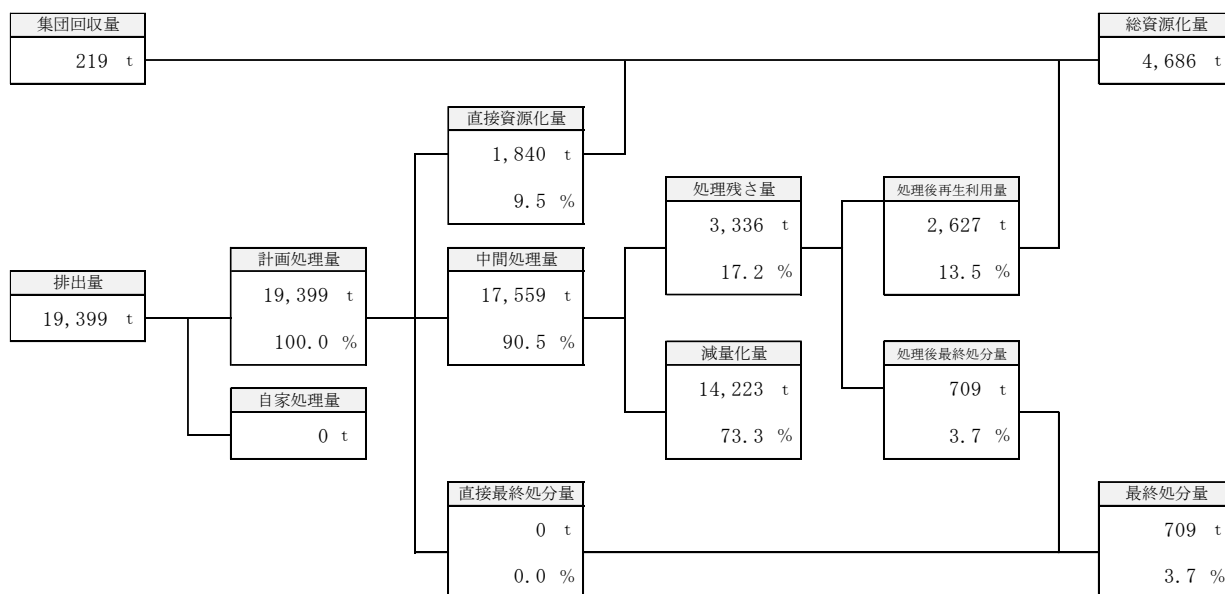 集団回収量
219 t
総資源化量
4,686 t
直接資源化量
1,840 t
9.5 %
処理残さ量
3,336 t
17.2 %
処理後再生利用量
2,627 t
13.5 %
排出量
19,399 t
計画処理量
19,399 t
100.0 %
中間処理量
17,559 t
90.5 %
自家処理量
0 t
減量化量
14,223 t
73.3 %
処理後最終処分量
709 t
3.7 %
直接最終処分量
0 t
0.0 %
最終処分量
709 t
3.7 %